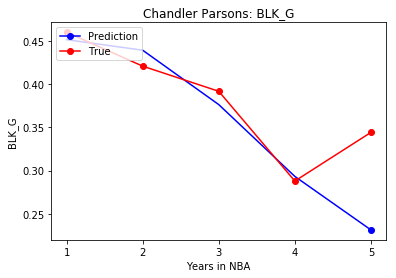 Chandler Parsons: BLK_G
Prediction
True
BLK_G
0.45
0.40
0.35
0.30
0.25
1 2 3 4 5
Years in NBA